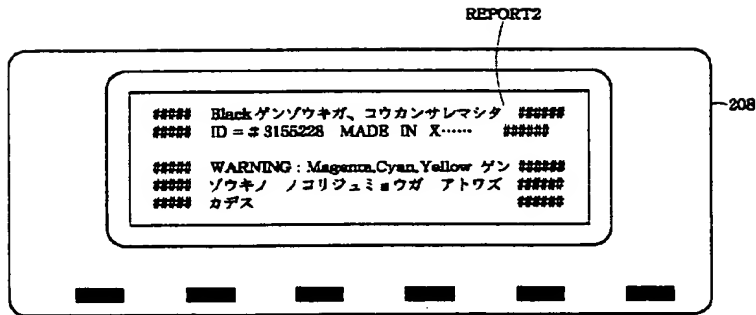 REPORT2
208
##### Black ゲンゾウキガ、コウカンサレマシタ ######
##### ID = # 3155228 MADE IN X…… ######
##### WARNING : Magenta,Cyan,Yellow ゲン ######
##### ゾウキノ ノコリジュミョウガ アトワズ ######
##### カデス ######